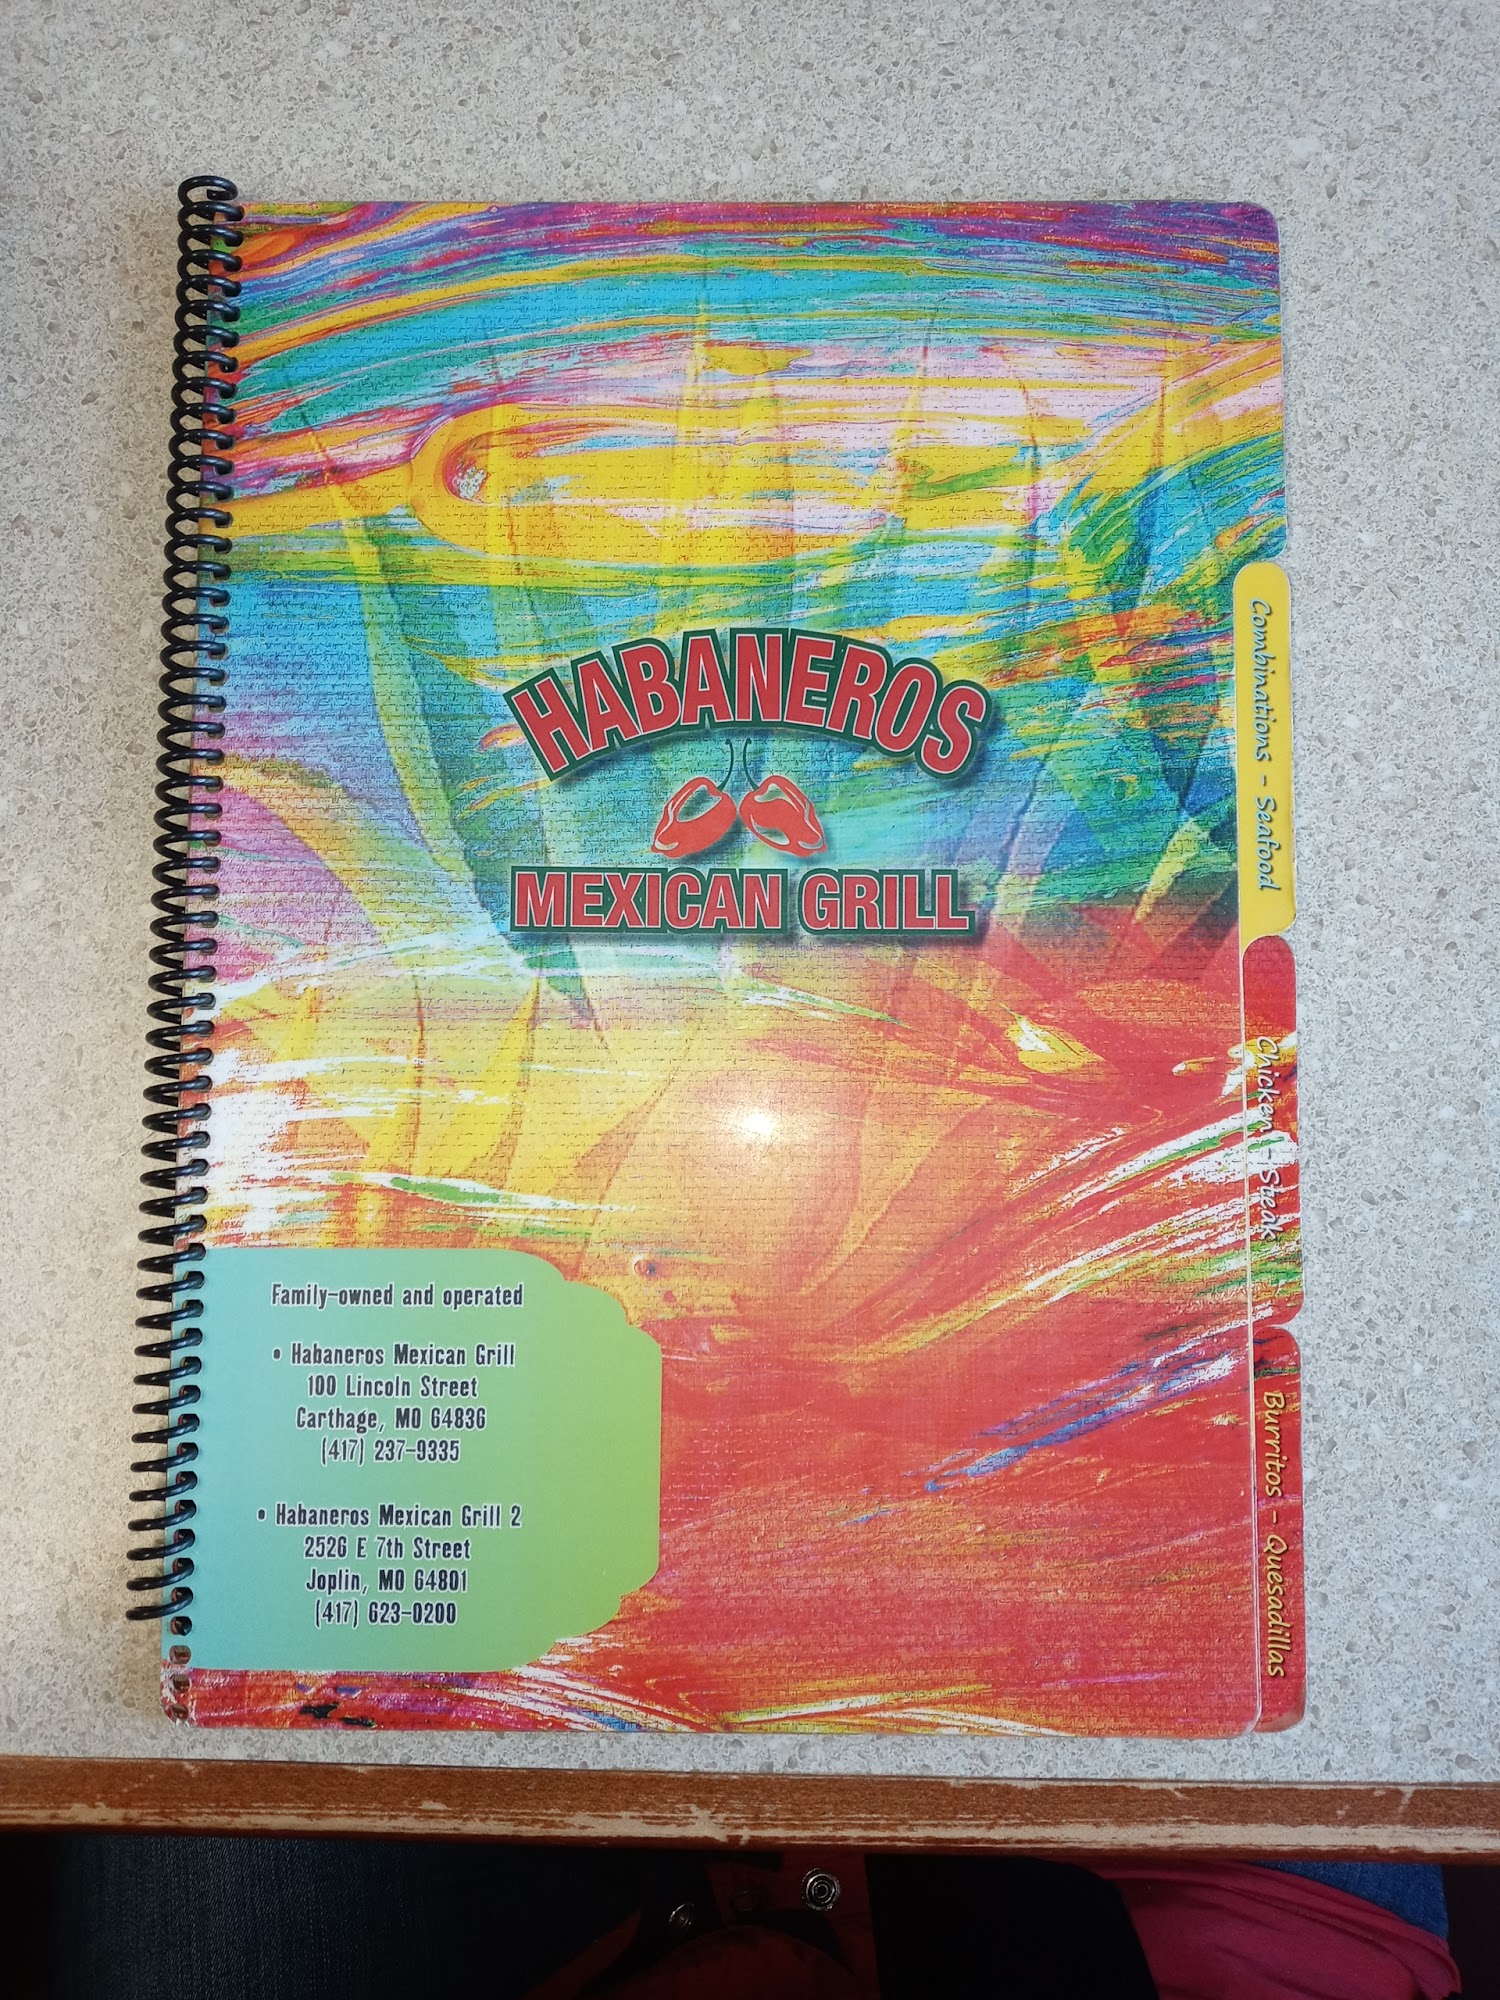 HABANEROS
MEXICAN GRILL
Combinations - Seafood
Chicken - Steak
Burritos - Quesadillas
Family-owned and operated
• Habaneros Mexican Grill
100 Lincoln Street
Carthage, MO 64836
(417) 237-9335
• Habaneros Mexican Grill 2
2526 E 7th Street
Joplin, MO 64801
(417) 623-0200